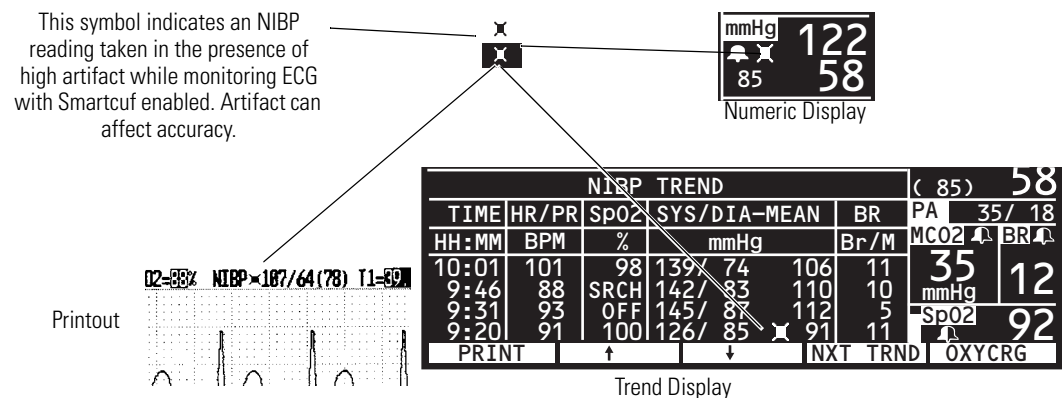 This symbol indicates an NIBP
reading taken in the presence of
high artifact while monitoring ECG
with Smartcuf enabled. Artifact can
affect accuracy.
mmHg 122
85 58
Numeric Display
NIBP TREND
TIME HR/PR SpO2 SYS/DIA-MEAN BR
HH:MM BPM % mmHg Br/M
10:01 101 98 139/ 74 106 11
9:46 88 SRCH 142/ 83 110 10
9:31 93 OFF 145/ 87 112 5
9:20 91 100 126/ 85 91 11
PRINT ↑ ↓ NXT TRND OXYCRG
( 85) 58
PA 35/ 18
MCO2 BR
35 12
mmHg
SpO2 92
Trend Display
NIBP 107/64(78)
Printout